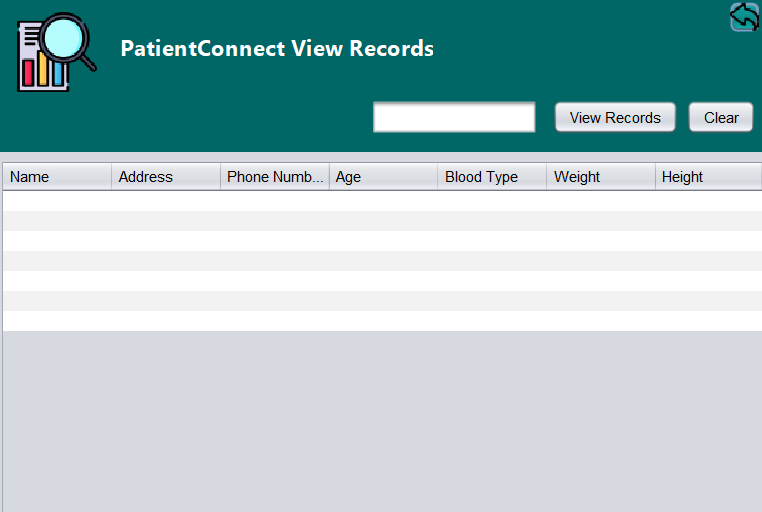 PatientConnect View Records
View Records
Clear
Name Address Phone Numb... Age Blood Type Weight Height